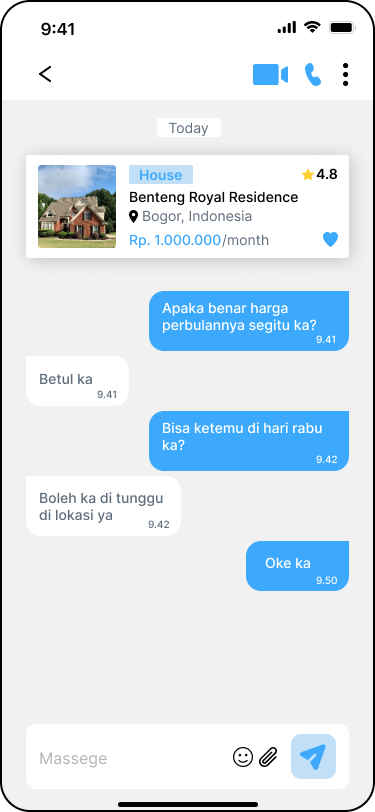 9:41
Today
House
4.8
Benteng Royal Residence
Bogor, Indonesia
Rp. 1.000.000/month
Apaka benar harga
perbulannya segitu ka?
9.41
Betul ka
9.41
Bisa ketemu di hari rabu
ka?
9.42
Boleh ka di tunggu
di lokasi ya
9.42
Oke ka
9.50
Massege